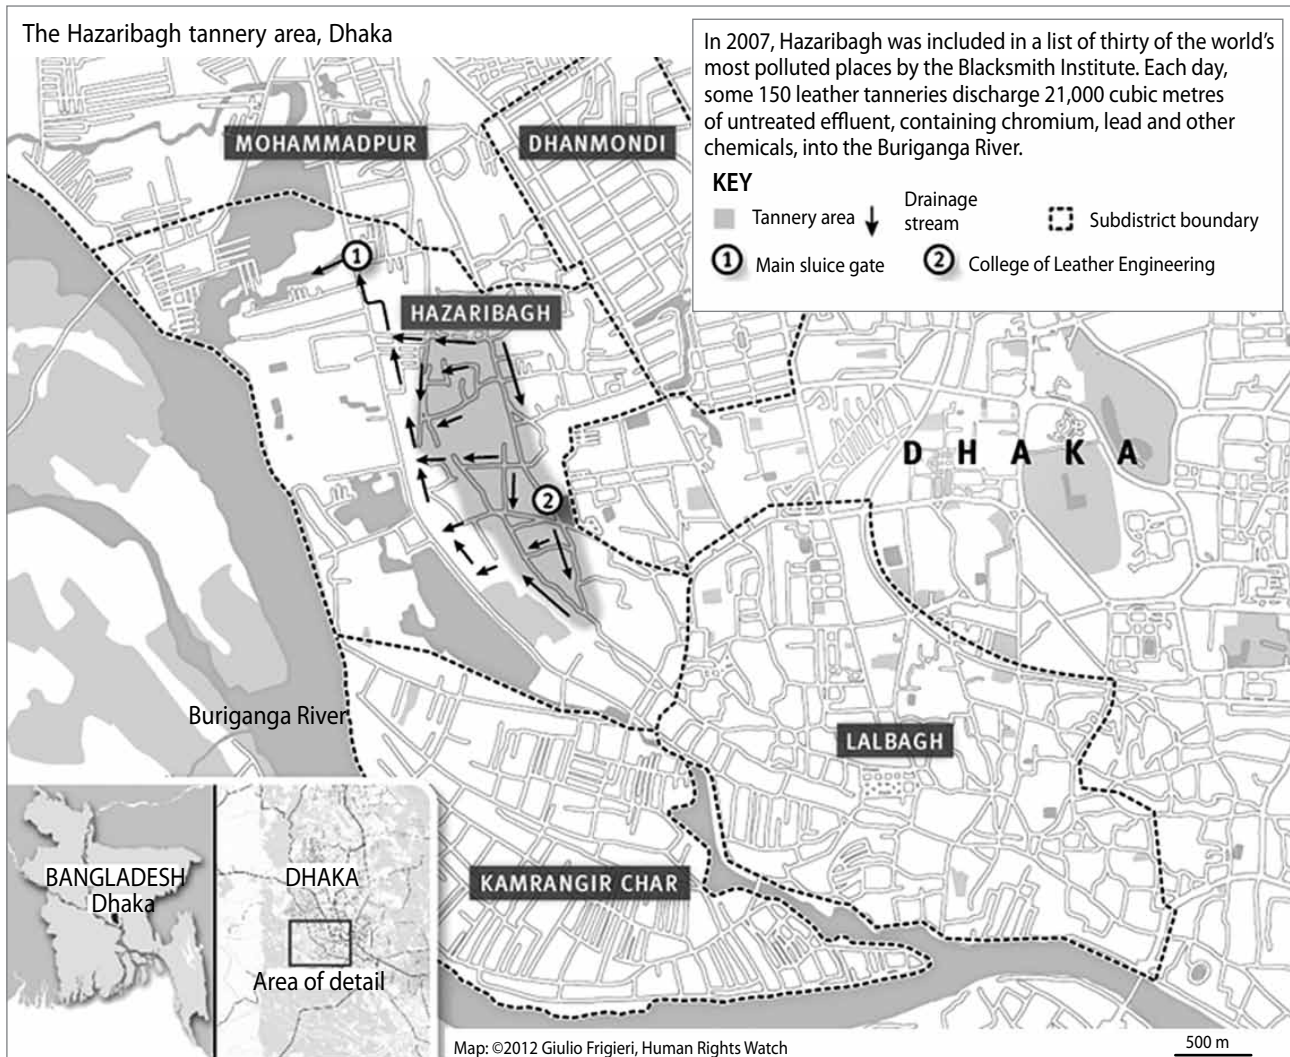 The Hazaribagh tannery area, Dhaka
In 2007, Hazaribagh was included in a list of thirty of the world's
most polluted places by the Blacksmith Institute. Each day,
some 150 leather tanneries discharge 21,000 cubic metres
of untreated effluent, containing chromium, lead and other
chemicals, into the Buriganga River.
KEY
Tannery area
Drainage
stream
Subdistrict boundary
1 Main sluice gate
2 College of Leather Engineering
MOHAMMADPUR
DHANMONDI
1
HAZARIBAGH
DHAKA
2
Buriganga River
LALBAGH
KAMRANGIR CHAR
BANGLADESH
Dhaka
DHAKA
Area of detail
Map: ©2012 Giulio Frigieri, Human Rights Watch
500 m